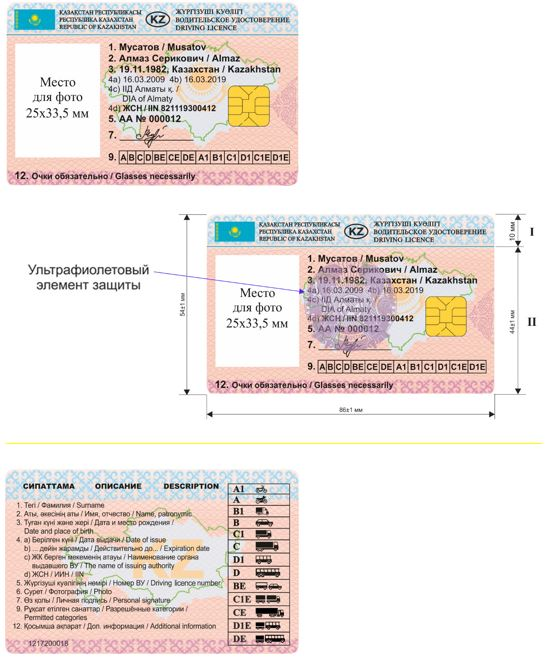 ҚАЗАҚСТАН РЕСПУБЛИКАСЫ
РЕСПУБЛИКА КАЗАХСТАН
REPUBLIC OF KAZAKHSTAN
KZ
ЖҮРГІЗУШІ КУӘЛІГІ
ВОДИТЕЛЬСКОЕ УДОСТОВЕРЕНИЕ
DRIVING LICENCE
Место
для фото
25x33,5 мм
1. Мусатов / Musatov
2. Алмаз Серикович / Almaz
3. 19.11.1982, Казахстан / Kazakhstan
4a) 16.03.2009 4b) 16.03.2019
4c) ІІД Алматы қ. /
DIA of Almaty
4d) ЖСН / IIN 821119300412
5. AA № 000012
7.
9. A B C D BE CE DE A1 B1 C1 D1 C1E D1E
12. Очки обязательно / Glasses necessarily
Ультрафиолетовый
элемент защиты
ҚАЗАҚСТАН РЕСПУБЛИКАСЫ
РЕСПУБЛИКА КАЗАХСТАН
REPUBLIC OF KAZAKHSTAN
KZ
ЖҮРГІЗУШІ КУӘЛІГІ
ВОДИТЕЛЬСКОЕ УДОСТОВЕРЕНИЕ
DRIVING LICENCE
Место
для фото
25x33,5 мм
1. Мусатов / Musatov
2. Алмаз Серикович / Almaz
3. 19.11.1982, Казахстан / Kazakhstan
4a) 16.03.2009 4b) 16.03.2019
4c) ІІД Алматы қ.
DIA of Almaty
4d) ЖСН / IIN 821119300412
5. AA № 000012
7.
9. A B C D BE CE DE A1 B1 C1 D1 C1E D1E
12. Очки обязательно / Glasses necessarily
10 мм
I
II
44±1 мм
54±1 мм
86±1 мм
СИПАТТАМА ОПИСАНИЕ DESCRIPTION
1. Тегі / Фамилия / Surname
2. Аты, әкесінің аты / Имя, отчество / Name, patronymic
3. Туған күні және жері / Дата и место рождения /
Date and place of birth
4. a) Берілген күні / Дата выдачи / Date of issue
b) ... дейін жарамды / Действительно до... / Expiration date
c) ЖК берген мекеменің атауы / Наименование органа
выдавшего ВУ / The name of issuing authority
d) ЖСН / ИИН / IIN
5. Жүргізуші куәлігінің нөмірі / Номер ВУ / Driving licence number
6. Сурет / Фотография / Photo
7. Өз қолы / Личная подпись / Personal signature
9. Рұқсат етілген санаттар / Разрешённые категории /
Permitted categories
12. Қосымша ақпарат / Доп. информация / Additional information
1217200018
KZ
A1
A
B1
B
C1
C
D1
D
BE
C1E
CE
D1E
DE